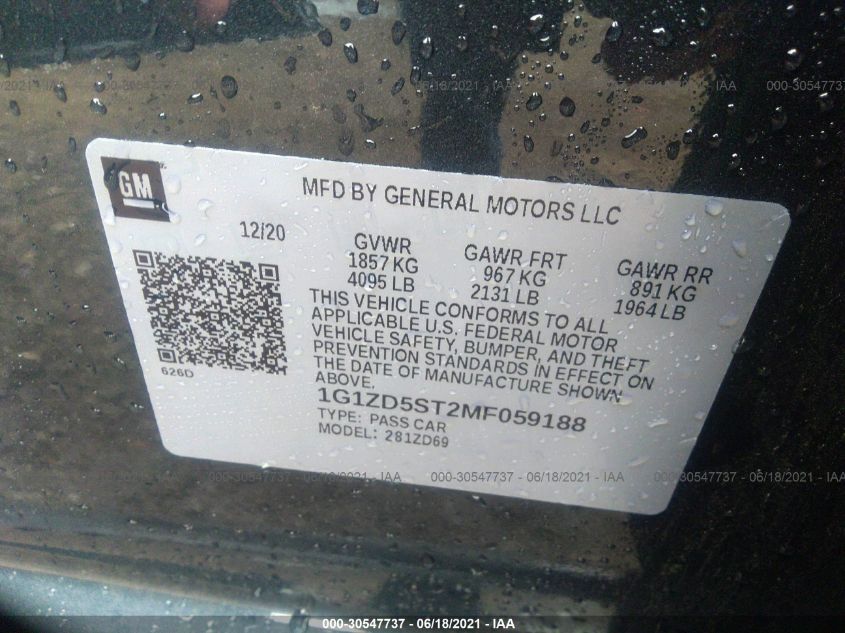 000-30547737 - 06/18/2021 - IAA
GM
MFD BY GENERAL MOTORS LLC
12/20
GVWR
1857 KG
4095 LB
GAWR FRT
967 KG
2131 LB
GAWR RR
891 KG
1964 LB
THIS VEHICLE CONFORMS TO ALL
APPLICABLE U.S. FEDERAL MOTOR
VEHICLE SAFETY, BUMPER, AND THEFT
PREVENTION STANDARDS IN EFFECT ON
THE DATE OF MANUFACTURE SHOWN
ABOVE.
626D
1G1ZD5ST2MF059188
TYPE: PASS CAR
MODEL: 281ZD69
000-30547737 - 06/18/2021 - IAA
000-30547737 - 06/18/2021 - IAA